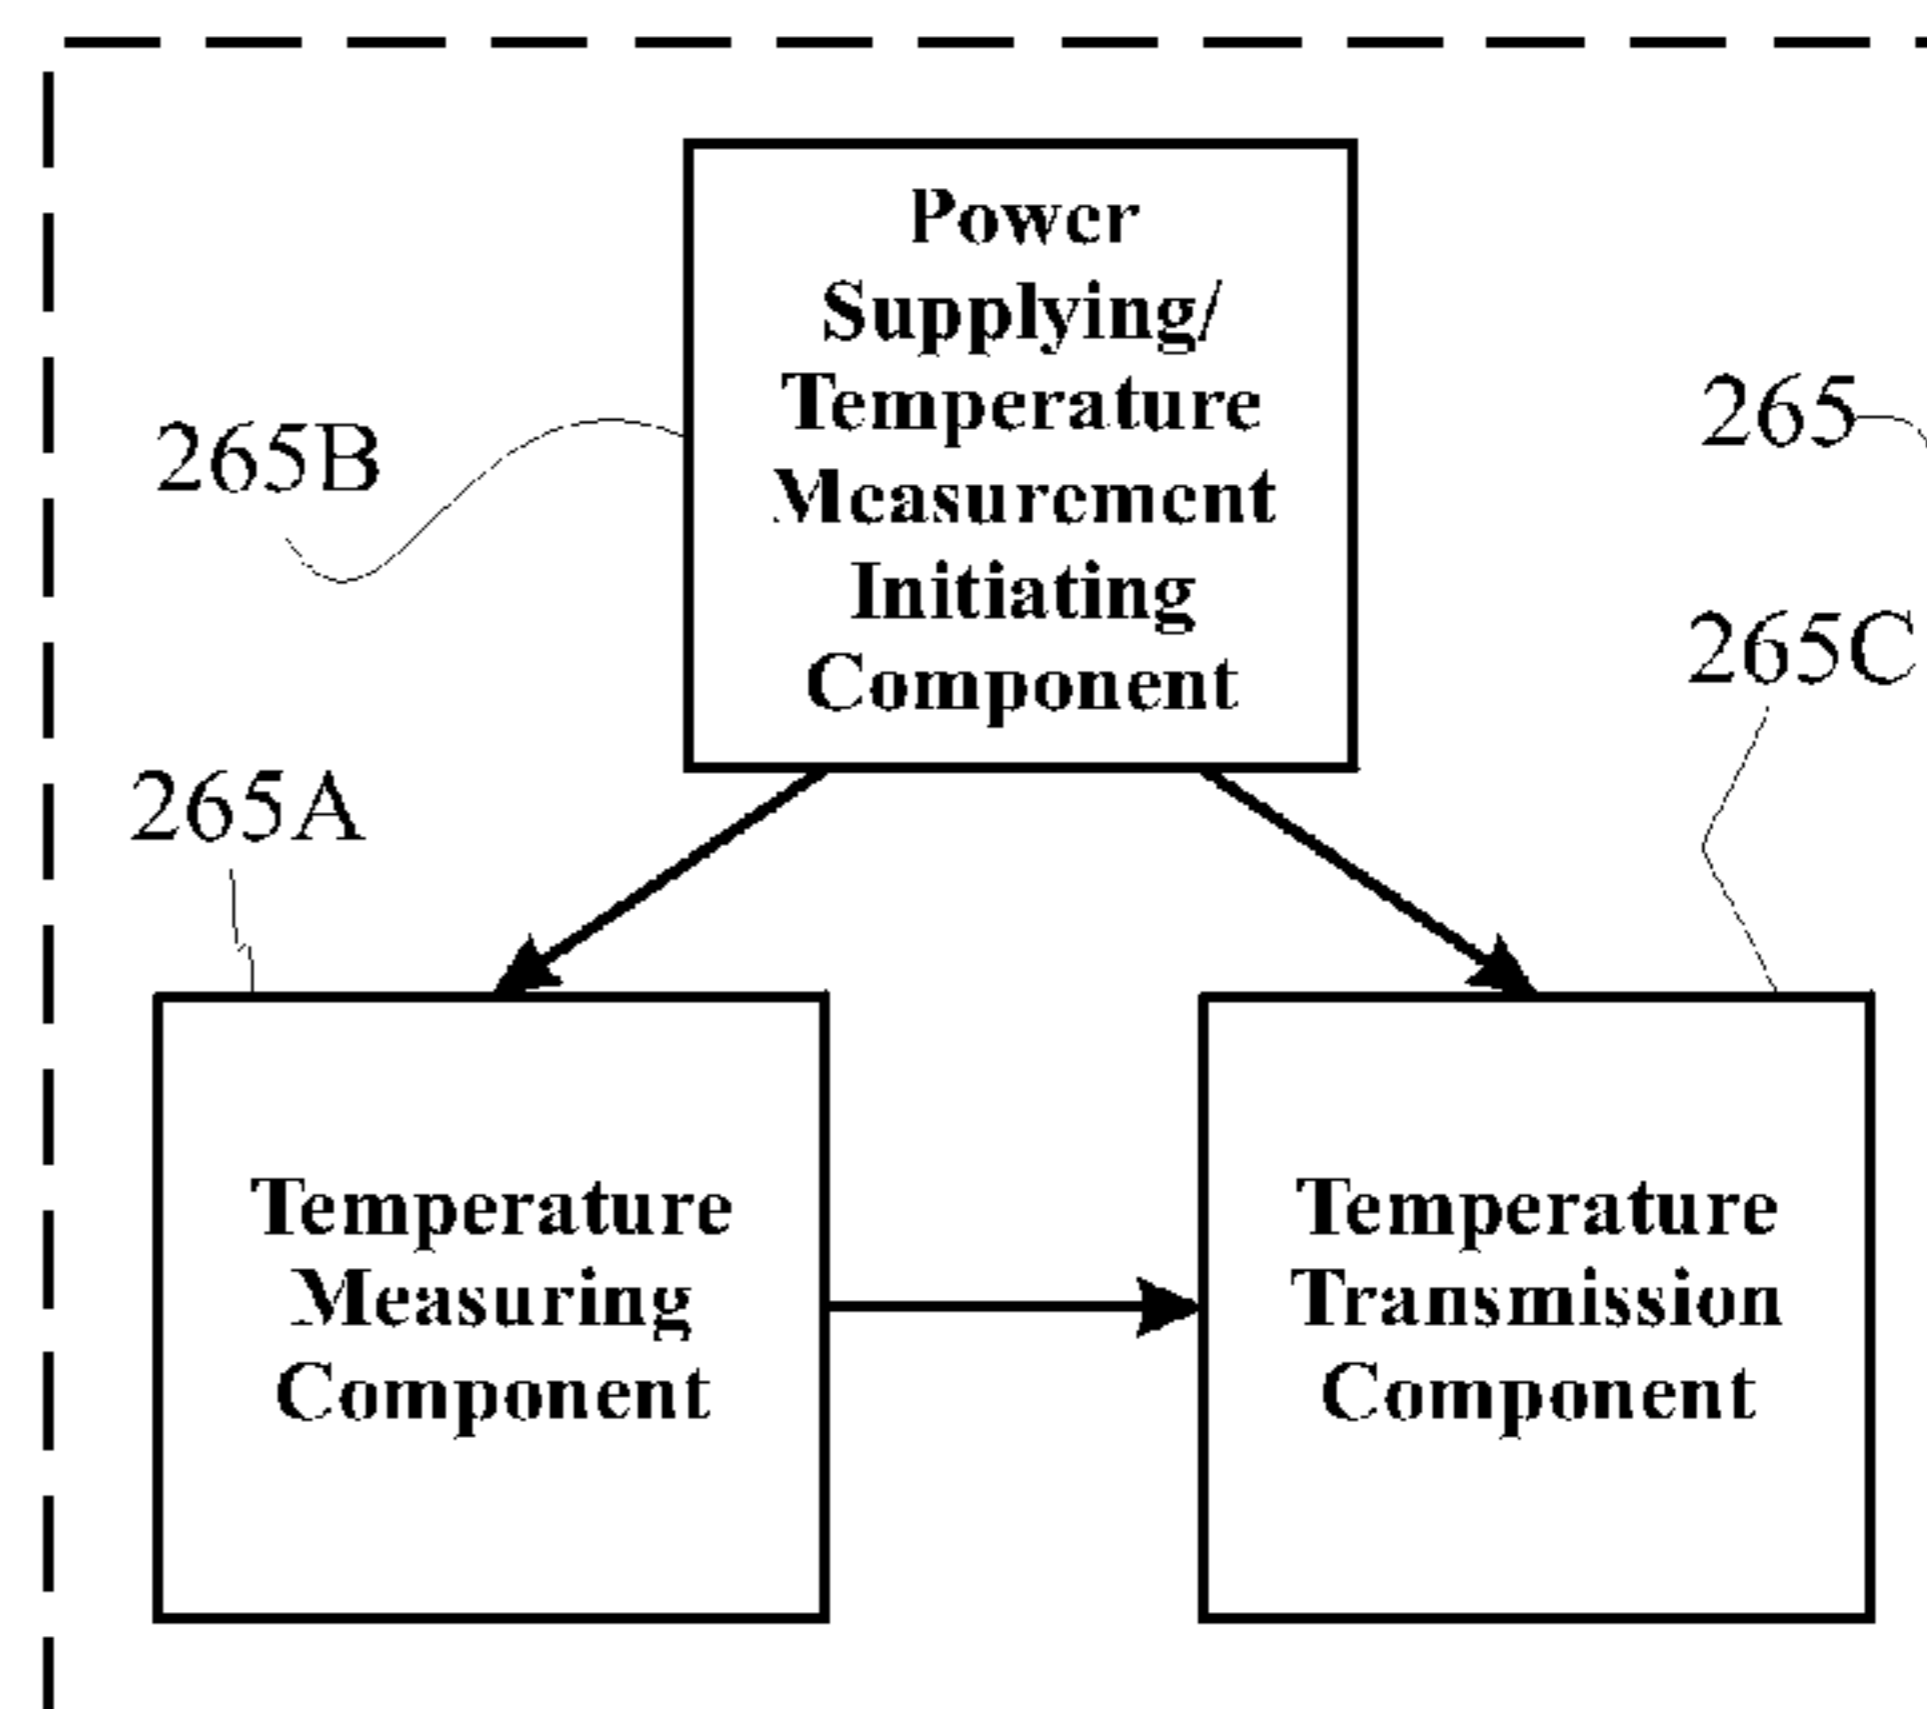 Power
Supplying/
Temperature
Measurement
Initiating
Component
265B
265
265C
265A
Temperature
Measuring
Component
Temperature
Transmission
Component